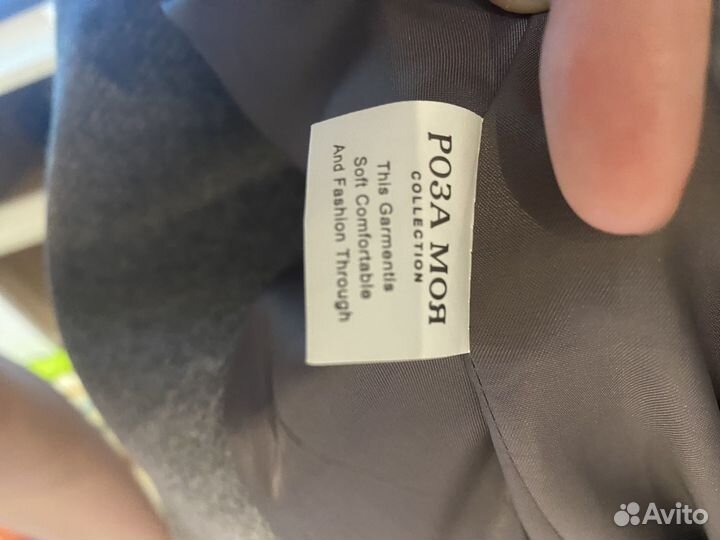 РОЗА МОЯ
COLLECTION
This Garmentis
Soft Comfortable
And Fashion Through
Avito